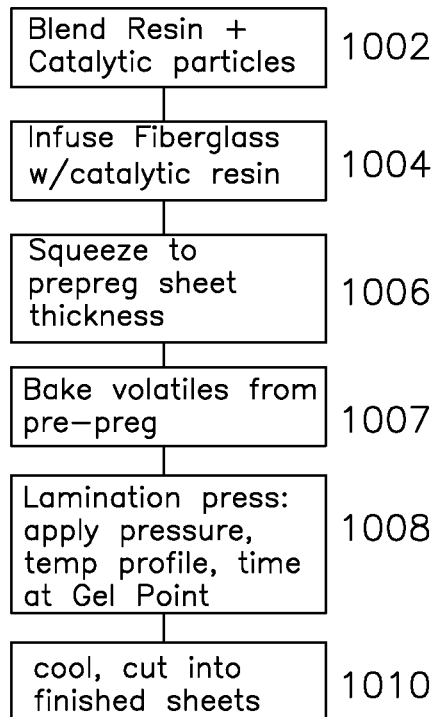 Blend Resin +
Catalytic particles
1002
Infuse Fiberglass
w/catalytic resin
1004
Squeeze to
prepreg sheet
thickness
1006
Bake volatiles from
pre-preg
1007
Lamination press:
apply pressure,
temp profile, time
at Gel Point
1008
cool, cut into
finished sheets
1010